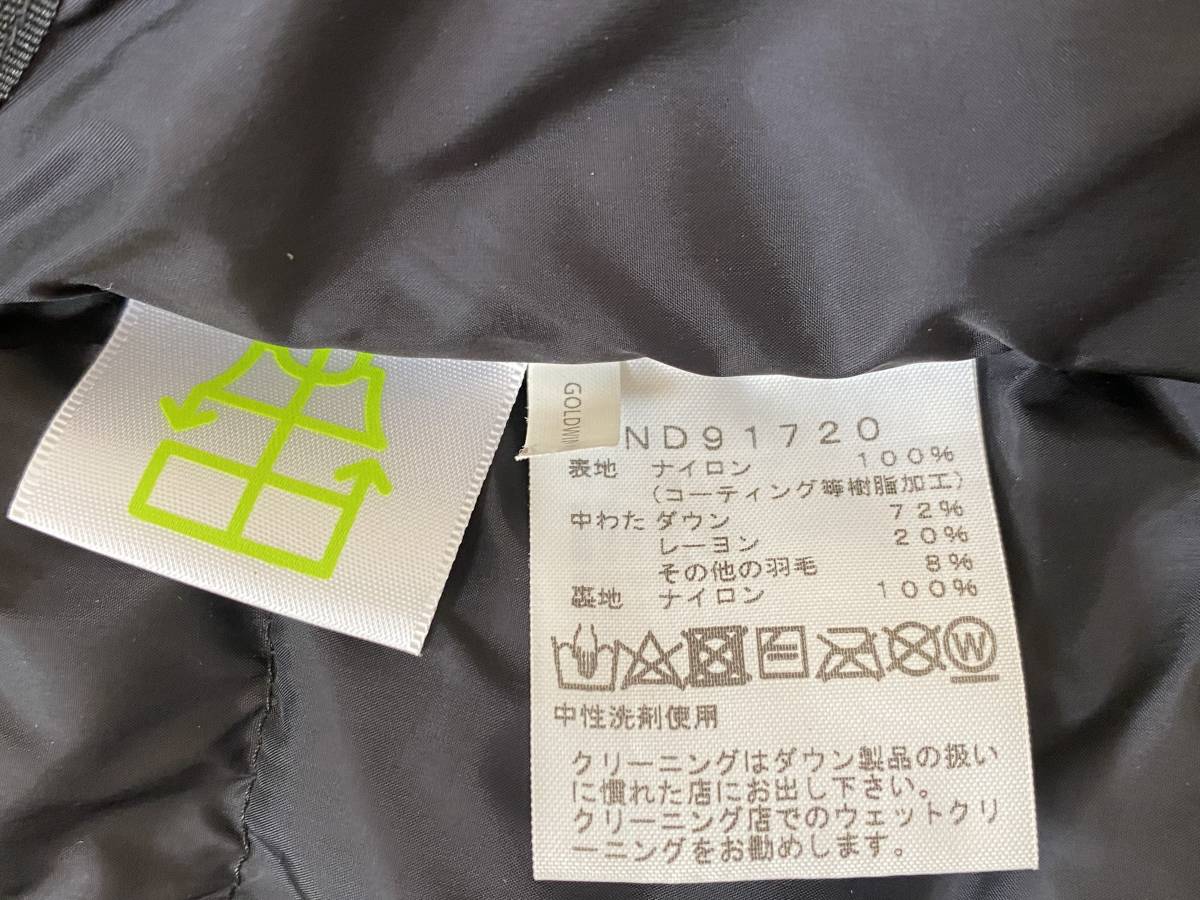 GOLDWIN
ND91720
表地 ナイロン 100%
(コーティング等樹脂加工)
中わた ダウン 72%
レーヨン 20%
その他の羽毛 8%
裏地 ナイロン 100%
W
中性洗剤使用
クリーニングはダウン製品の扱い
に慣れた店にお出し下さい。
クリーニング店でのウェットクリ
ーニングをお勧めします。